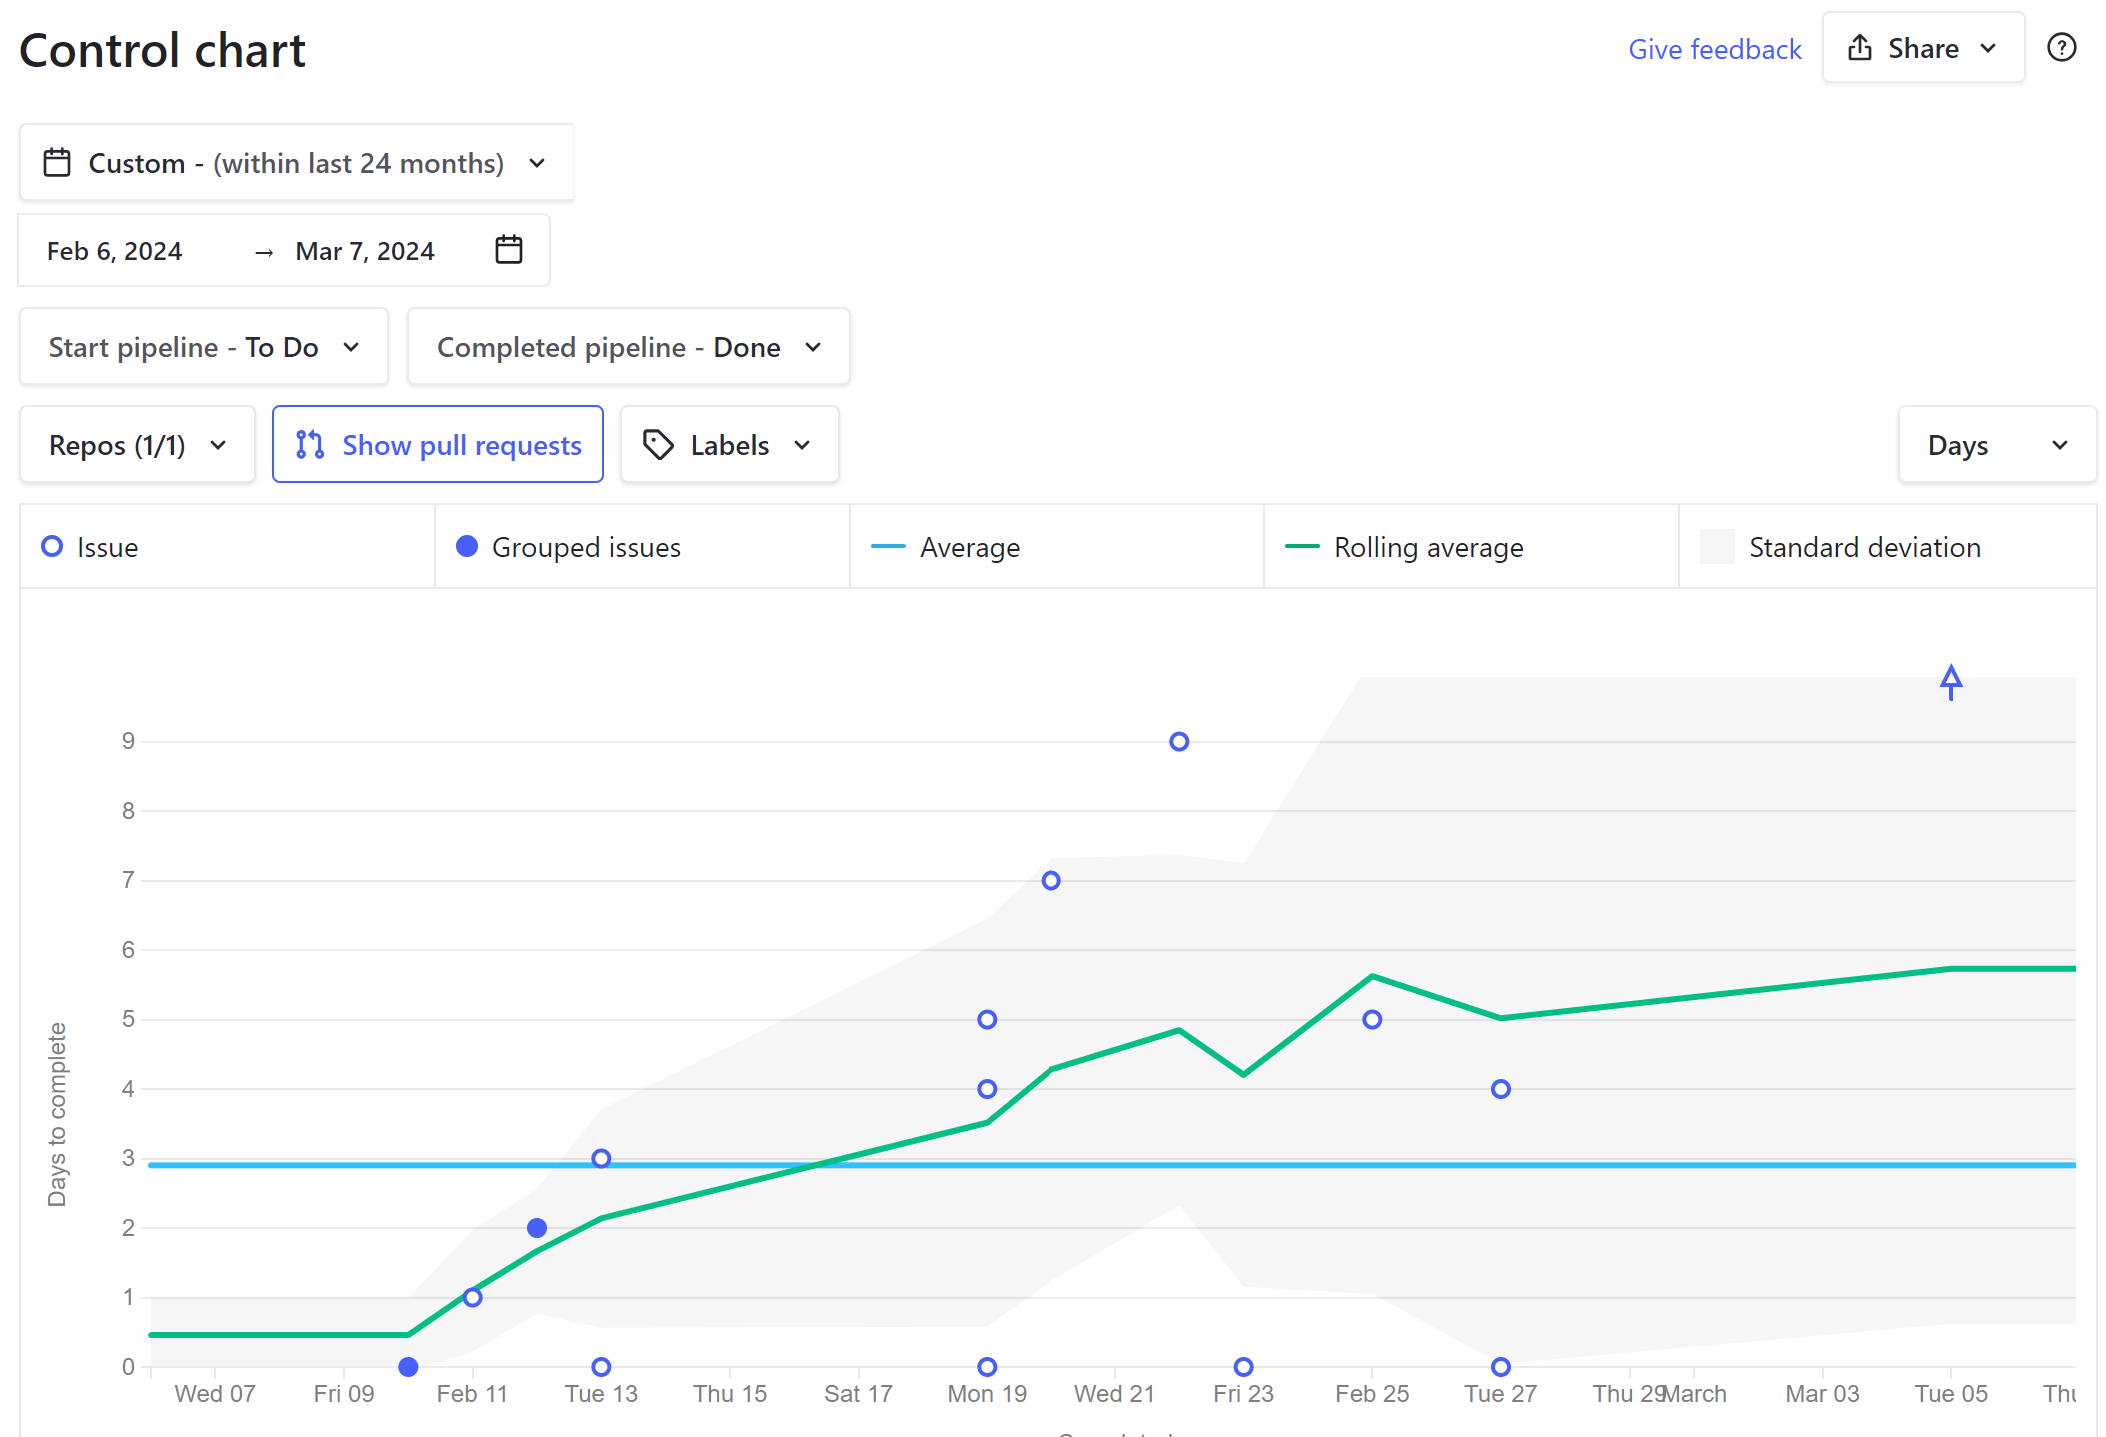 Control chart
Give feedback
Share
Custom - (within last 24 months)
Feb 6, 2024 → Mar 7, 2024
Start pipeline - To Do
Completed pipeline - Done
Repos (1/1)
Show pull requests
Labels
Days
Issue
Grouped issues
Average
Rolling average
Standard deviation
9
8
7
6
5
4
3
2
1
0
Days to complete
Wed 07 Fri 09 Feb 11 Tue 13 Thu 15 Sat 17 Mon 19 Wed 21 Fri 23 Feb 25 Tue 27 Thu 29 March Mar 03 Tue 05